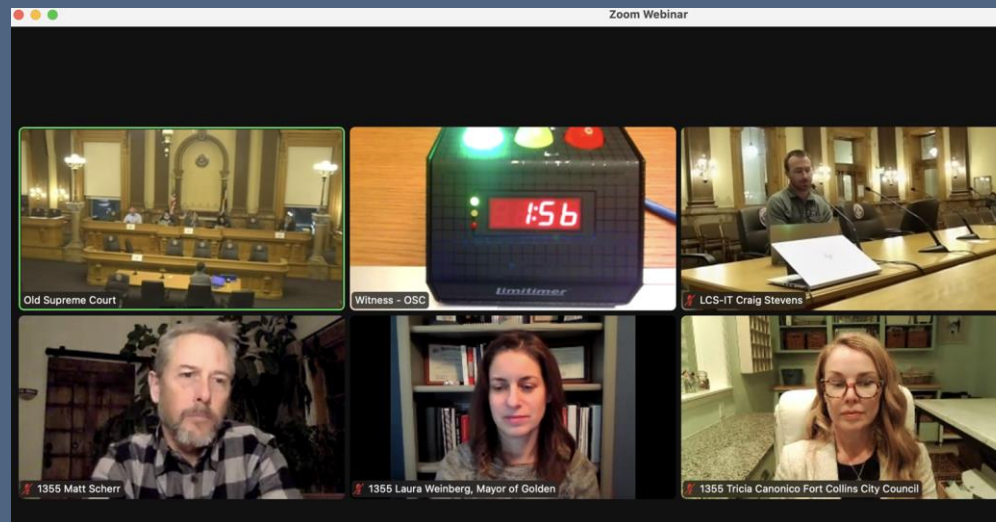 Zoom Webinar
Old Supreme Court
1:56
Limitimer
Witness - OSC
LCS-IT Craig Stevens
1355 Matt Scherr
1355 Laura Weinberg, Mayor of Golden
1355 Tricia Canonico Fort Collins City Council